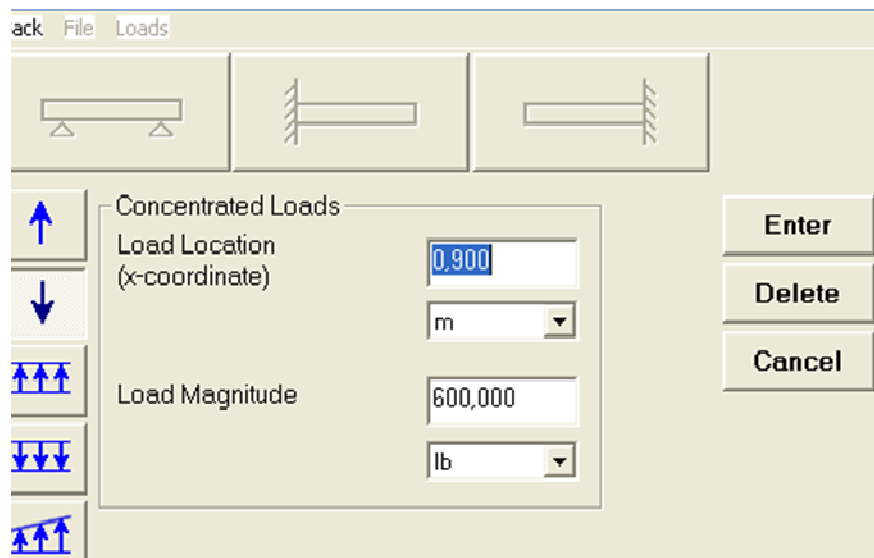 ack File Loads
Concentrated Loads
Load Location
(x-coordinate)
0,900
m
Load Magnitude
600,000
lb
Enter
Delete
Cancel